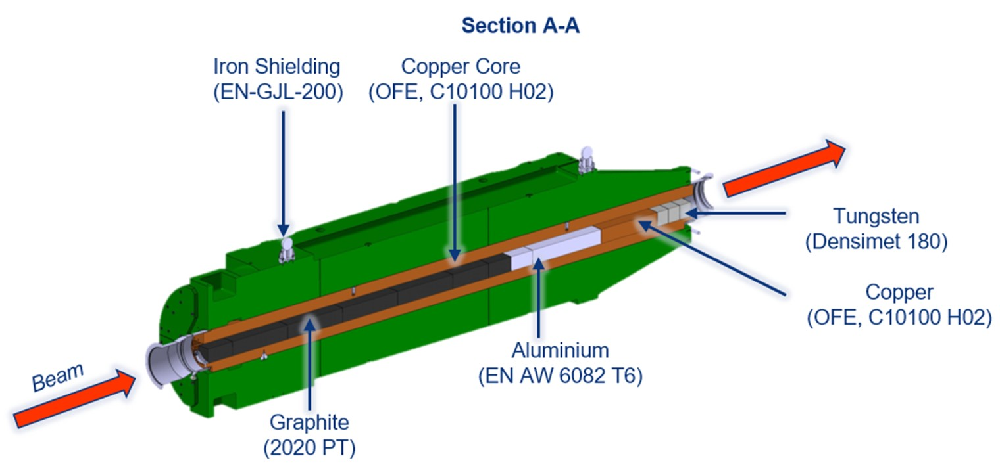 Section A-A
Iron Shielding
(EN-GJL-200)
Copper Core
(OFE, C10100 H02)
Tungsten
(Densimet 180)
Copper
(OFE, C10100 H02)
Aluminium
(EN AW 6082 T6)
Beam
Graphite
(2020 PT)